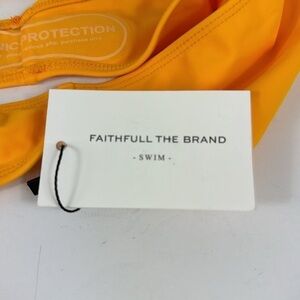 PROTECTION
FAITHFULL THE BRAND
- SWIM -